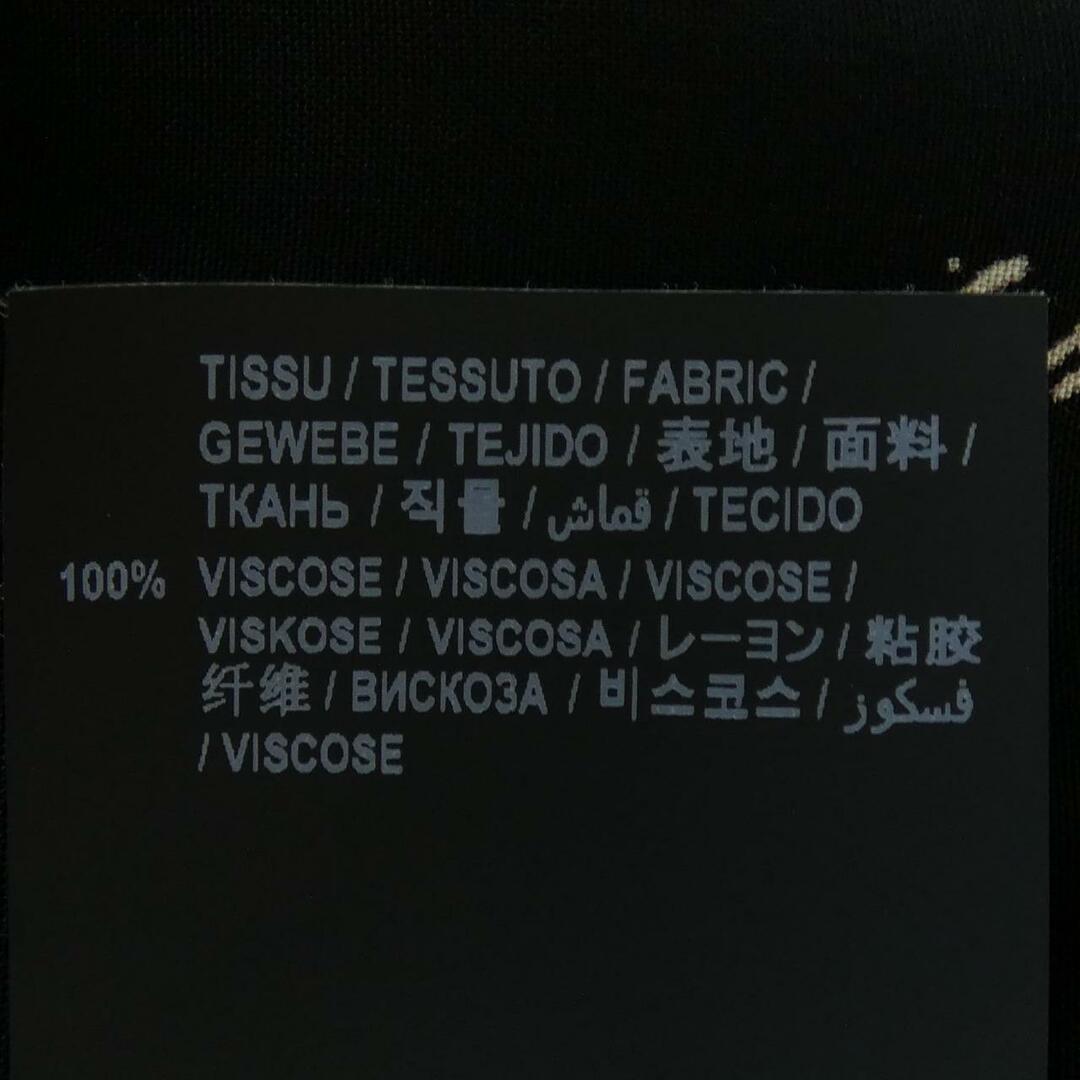 TISSU / TESSUTO / FABRIC /
GEWEBE / TEJIDO / 表地 / 面料 /
ТКАНЬ / 직물 / قماش / TECIDO
100% VISCOSE / VISCOSA / VISCOSE /
VISKOSE / VISCOSA / レーヨン / 粘胶
纤维 / ВИСКОЗА / 비스코스 / فسكوز
/ VISCOSE